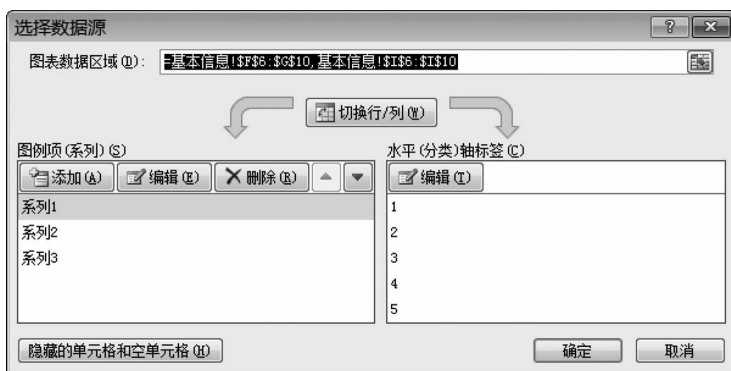 选择数据源
图表数据区域(D): =基本信息!$F$6:$G$10,基本信息!$I$6:$I$10
切换行/列(W)
图例项(系列)(S)
水平(分类)轴标签(C)
添加(A) 编辑(E) 删除(R)
编辑(T)
系列1
系列2
系列3
1
2
3
4
5
隐藏的单元格和空单元格(H)
确定 取消